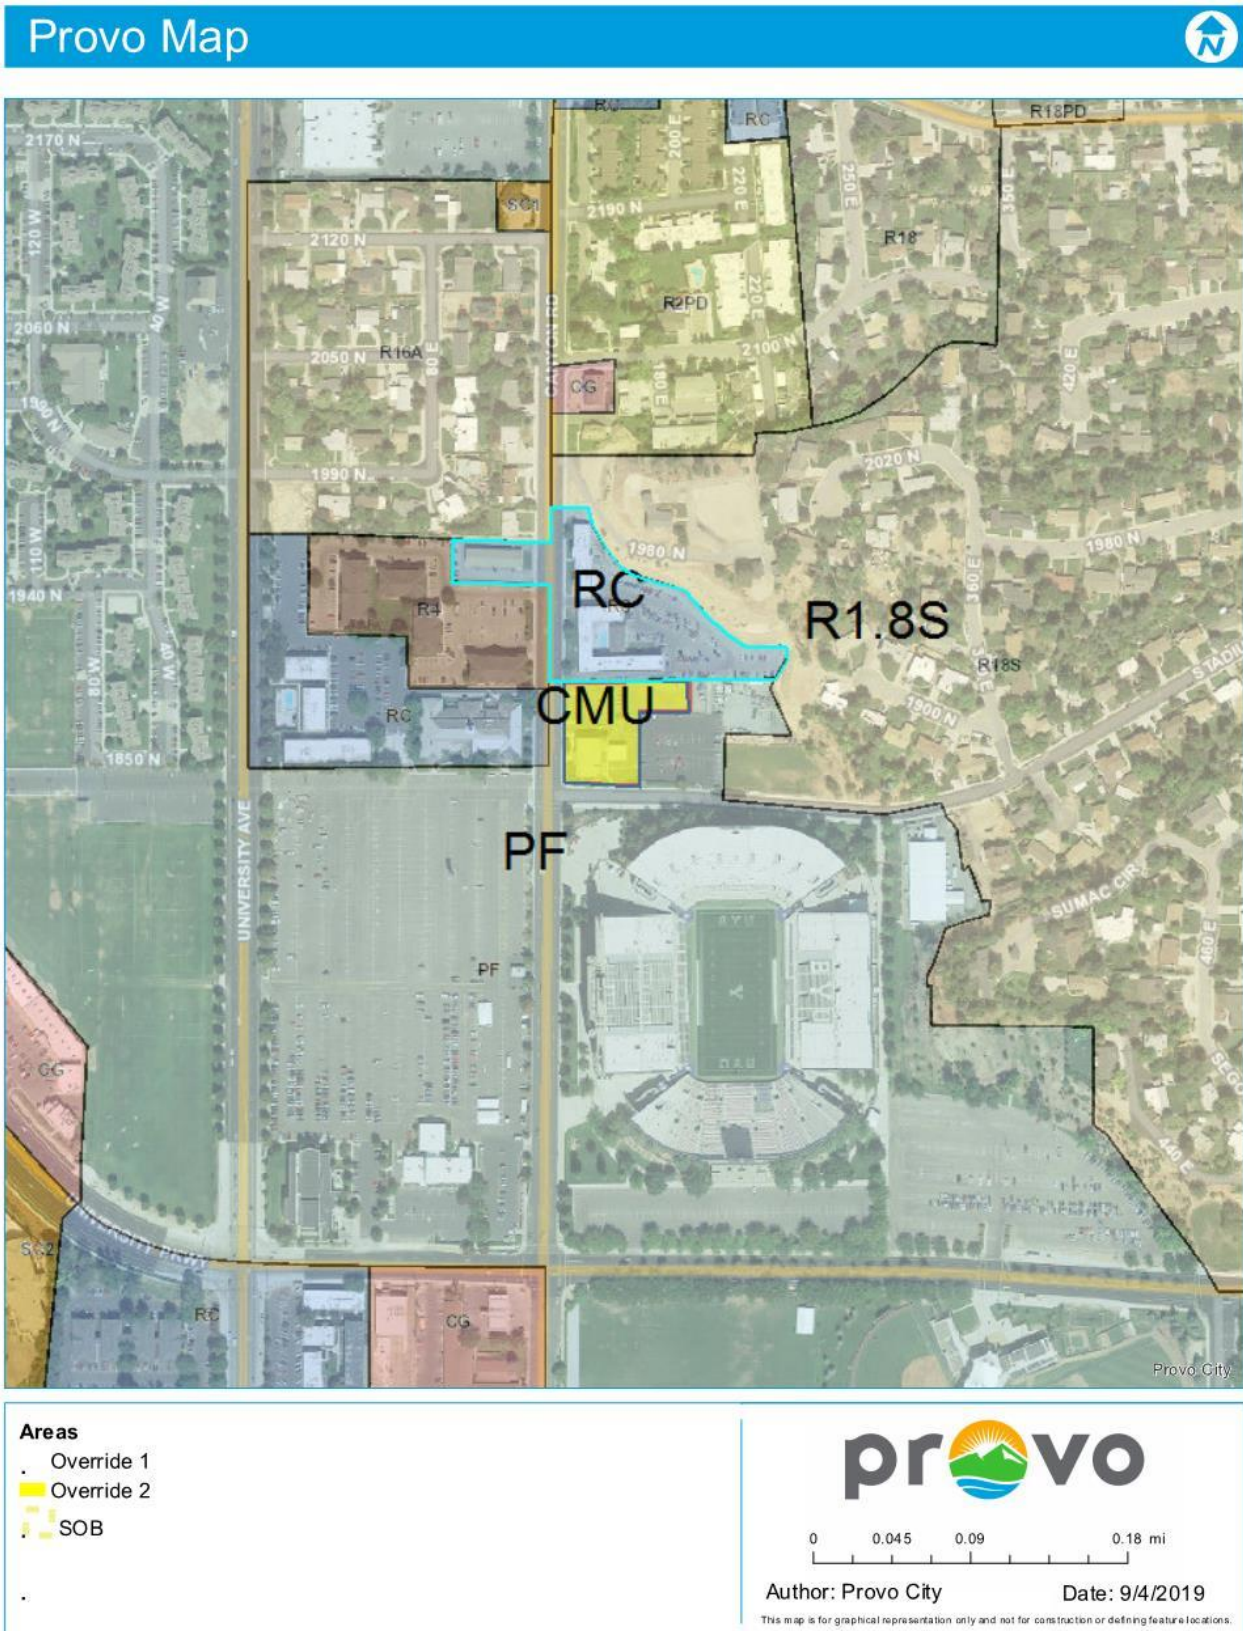 Provo Map
N
RC
RC
R18PD
2170 N
200 E
220 E
250 E
350 E
SC1
2190 N
120 W
2120 N
R18
40 W
CANYON RD
220 E
R2PD
2060 N
2050 N
R16A
80 E
2100 N
420 E
CG
180 E
1980 N
1990 N
2020 N
110 W
1980 N
1980 N
1940 N
RC
R4
360 E
R1.8S
R18S
80 W
40 W
CMU
1900 N
RC
1850 N
UNIVERSITY AVE
PF
SUMAC CIR
460 E
PF
CG
440 E
SC2
RC
CG
Provo City
Areas
Override 1
Override 2
SOB
provo
0 0.045 0.09 0.18 mi
Author: Provo City Date: 9/4/2019
This map is for graphical representation only and not for construction or defining feature locations.